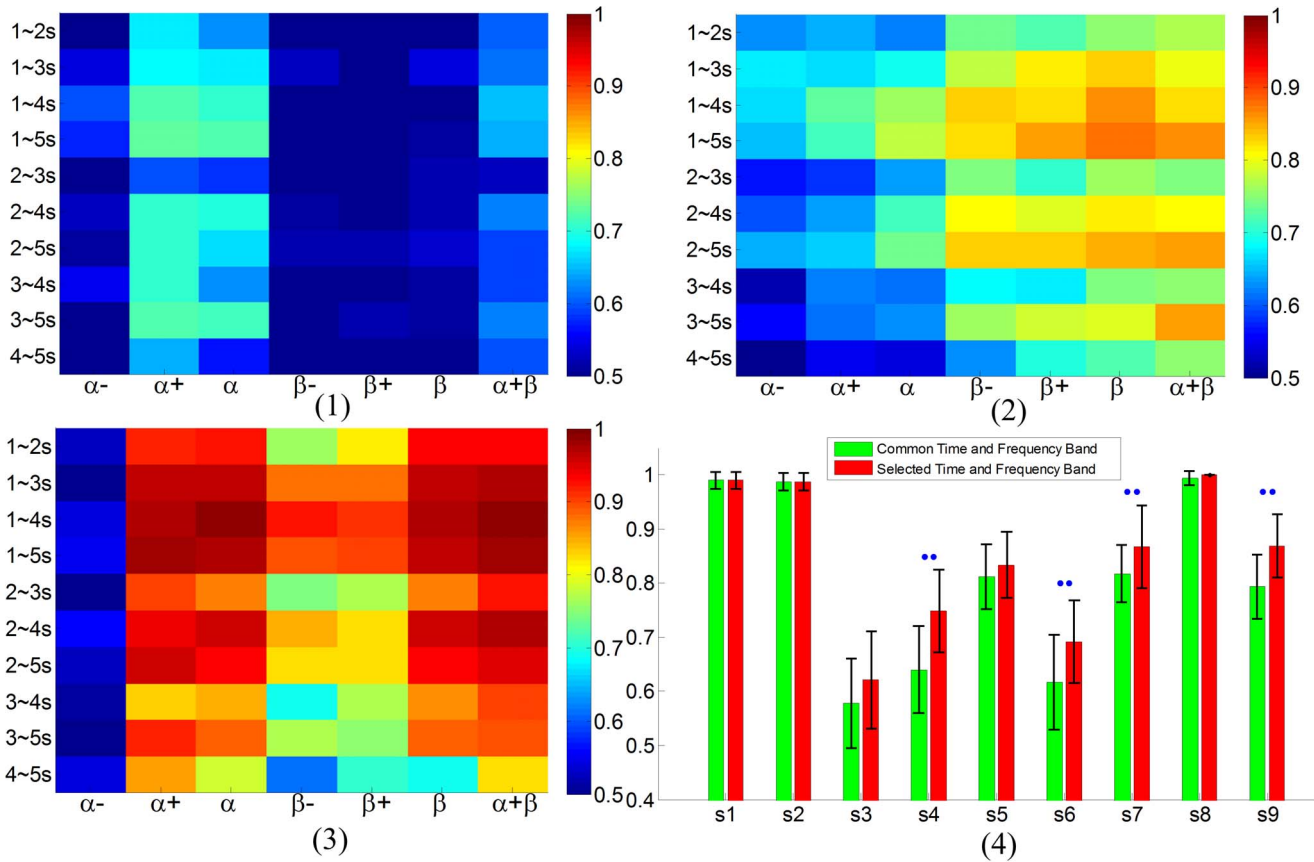 1~2s
1~3s
1~4s
1~5s
2~3s
2~4s
2~5s
3~4s
3~5s
4~5s
α- α+ α β- β+ β α+β
1
0.9
0.8
0.7
0.6
0.5
(1)
1~2s
1~3s
1~4s
1~5s
2~3s
2~4s
2~5s
3~4s
3~5s
4~5s
α- α+ α β- β+ β α+β
1
0.9
0.8
0.7
0.6
0.5
(2)
1~2s
1~3s
1~4s
1~5s
2~3s
2~4s
2~5s
3~4s
3~5s
4~5s
α- α+ α β- β+ β α+β
1
0.9
0.8
0.7
0.6
0.5
(3)
Common Time and Frequency Band
Selected Time and Frequency Band
1
0.9
0.8
0.7
0.6
0.5
0.4
s1 s2 s3 s4 s5 s6 s7 s8 s9
(4)